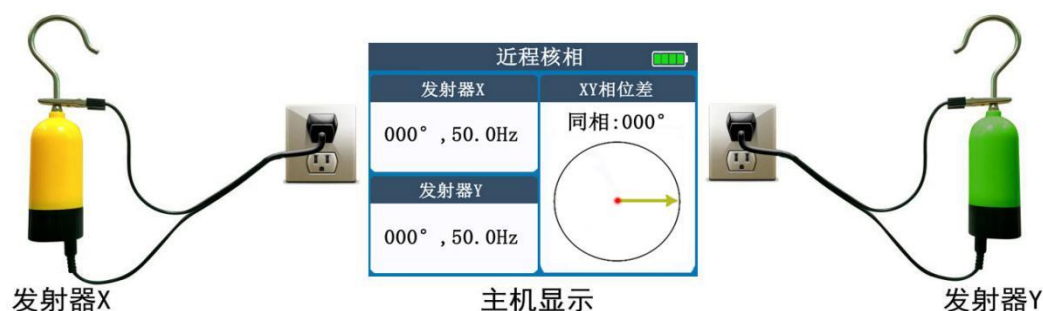 近程核相
发射器X
000°,50.0Hz
发射器Y
000°,50.0Hz
XY相位差
同相:000°
发射器X
主机显示
发射器Y